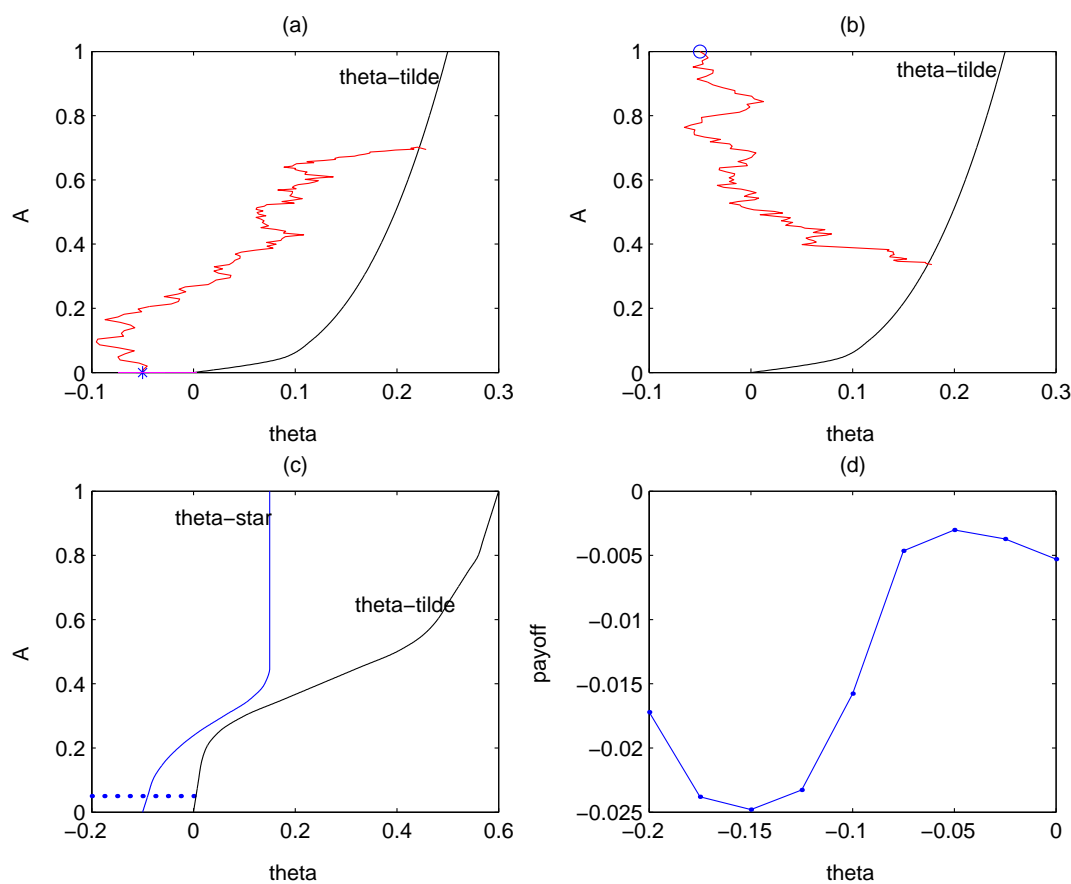 (a)
1
0.8
0.6
0.4
0.2
0
A
theta-tilde
−0.1 0 0.1 0.2 0.3
theta
(b)
1
0.8
0.6
0.4
0.2
0
A
theta-tilde
−0.1 0 0.1 0.2 0.3
theta
(c)
1
0.8
0.6
0.4
0.2
0
A
theta-star
theta-tilde
−0.2 0 0.2 0.4 0.6
theta
(d)
0
−0.005
−0.01
−0.015
−0.02
−0.025
payoff
−0.2 −0.15 −0.1 −0.05 0
theta